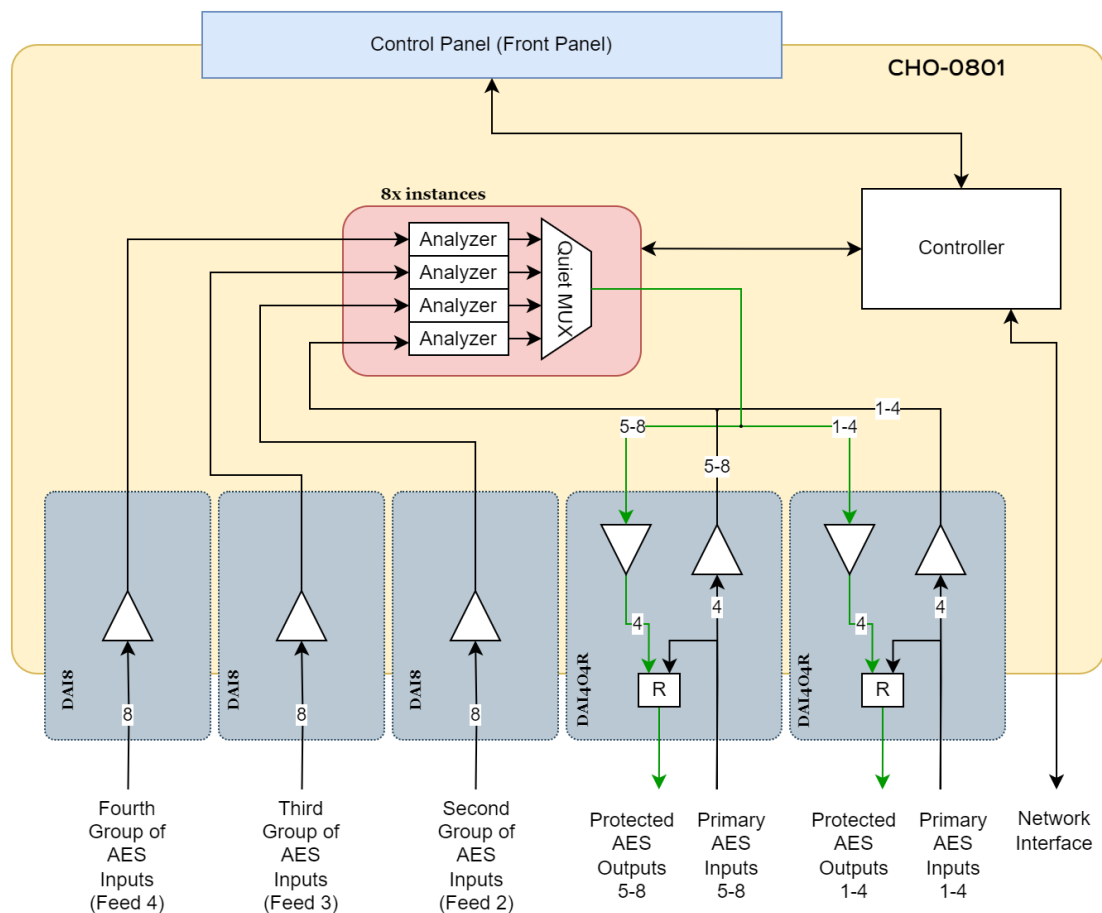 Control Panel (Front Panel)
CHO-0801
8x instances
Analyzer
Analyzer
Analyzer
Analyzer
Quiet MUX
Controller
1-4
5-8
1-4
5-8
4
4
4
4
R
R
8
8
8
DAI8
DAI8
DAI8
DAI4O4R
DAI4O4R
Fourth
Group of
AES
Inputs
(Feed 4)
Third
Group of
AES
Inputs
(Feed 3)
Second
Group of
AES
Inputs
(Feed 2)
Protected
AES
Outputs
5-8
Primary
AES
Inputs
5-8
Protected
AES
Outputs
1-4
Primary
AES
Inputs
1-4
Network
Interface